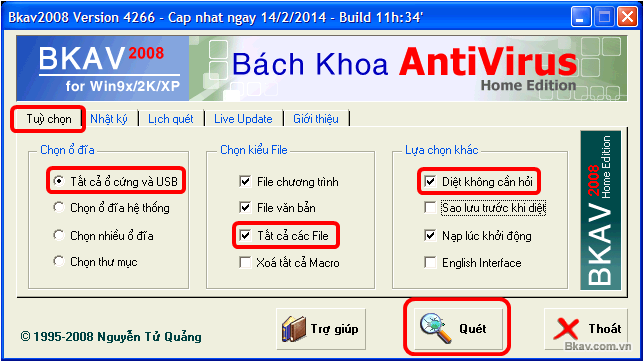 Bkav2008 Version 4266 - Cap nhat ngay 14/2/2014 - Build 11h:34'
BKAV 2008
for Win9x/2K/XP
Bách Khoa AntiVirus
Home Edition
Tuỳ chọn Nhật ký Lịch quét Live Update Giới thiệu
Chọn ổ đĩa
Tất cả ổ cứng và USB
Chọn ổ đĩa hệ thống
Chọn nhiều ổ đĩa
Chọn thư mục
Chọn kiểu File
File chương trình
File văn bản
Tất cả các File
Xoá tất cả Macro
Lựa chọn khác
Diệt không cần hỏi
Sao lưu trước khi diệt
Nạp lúc khởi động
English Interface
BKAV 2008
Home Edition
© 1995-2008 Nguyễn Tử Quảng
Trợ giúp
Quét
Thoát
Bkav.com.vn